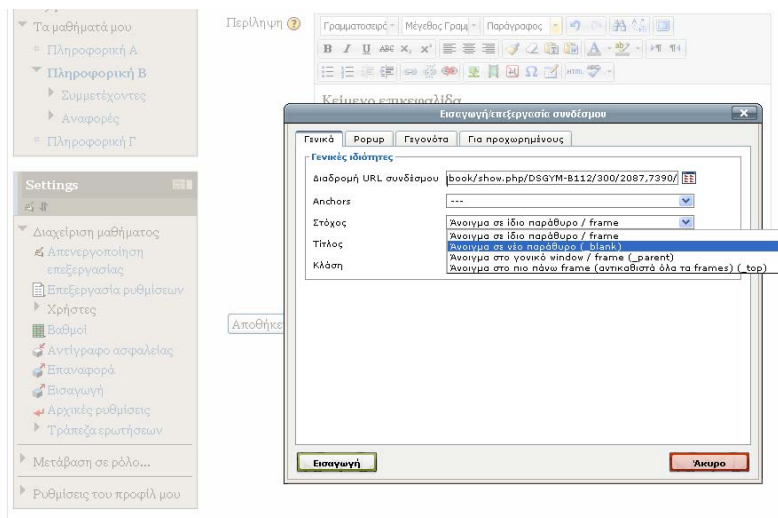 Τα μαθήματά μου
Πληροφορική Α
Πληροφορική Β
Συμμετέχοντες
Αναφορές
Πληροφορική Γ
Settings
Διαχείριση μαθήματος
Απενεργοποίηση
επεξεργασίας
Επεξεργασία ρυθμίσεων
Χρήστες
Βαθμοί
Αντίγραφο ασφαλείας
Επαναφορά
Εισαγωγή
Αρχικές ρυθμίσεις
Τράπεζα ερωτήσεων
Μετάβαση σε ρόλο...
Ρυθμίσεις του προφίλ μου
Περίληψη
Γραμματοσειρά Μέγεθος Γραμμ Παράγραφος
B I U ABC X₂ X²
HTML
Κείμενο επικεφαλίδα
Αποθήκε
Εισαγωγή/επεξεργασία συνδέσμου
Γενικά Popup Γεγονότα Για προχωρημένους
Γενικές ιδιότητες
Διαδρομή URL συνδέσμου book/show.php/DSGYM-B112/300/2087,7390/
Anchors ---
Στόχος Άνοιγμα σε ίδιο παράθυρο / frame
Άνοιγμα σε ίδιο παράθυρο / frame
Τίτλος Άνοιγμα σε νέο παράθυρο (_blank)
Άνοιγμα στο γονικό window / frame (_parent)
Κλάση Άνοιγμα στο πιο πάνω frame (αντικαθιστά όλα τα frames) (_top)
Εισαγωγή Άκυρο